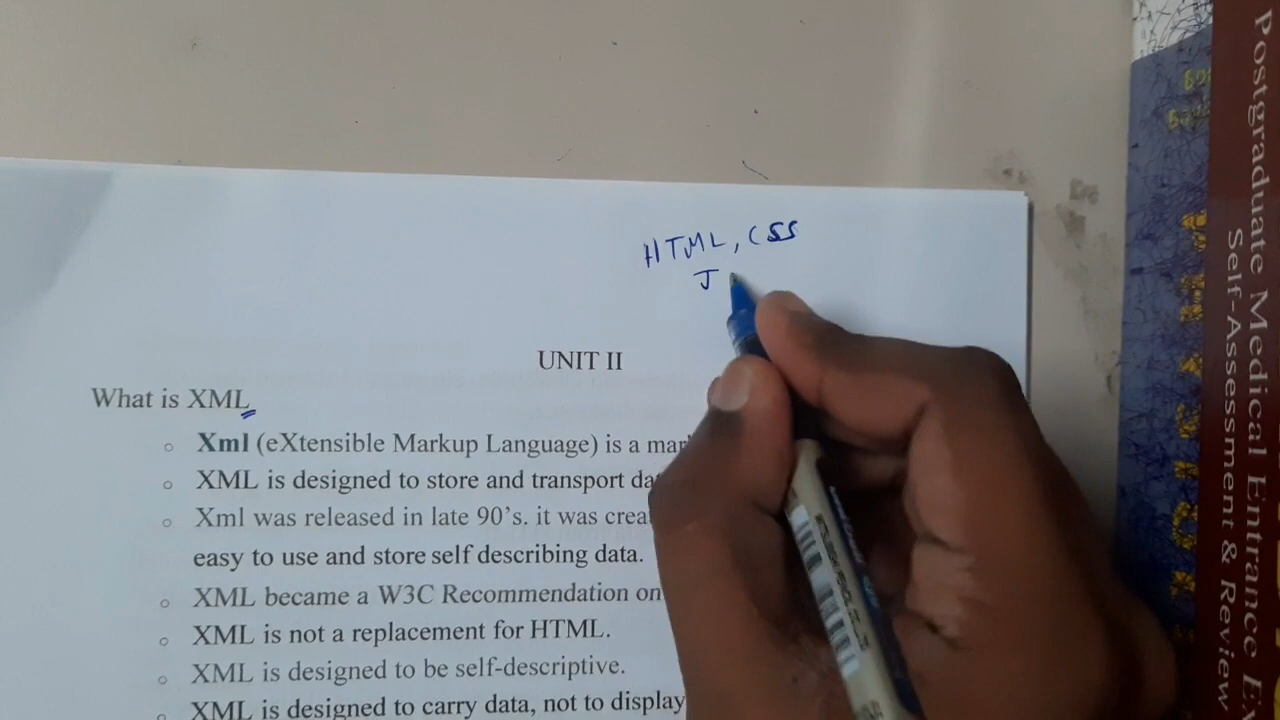 HTML, CSS
J
UNIT II
What is XML
Xml (eXtensible Markup Language) is a mar
XML is designed to store and transport da
Xml was released in late 90's. it was crea
easy to use and store self describing data.
XML became a W3C Recommendation on
XML is not a replacement for HTML.
XML is designed to be self-descriptive.
XML is designed to carry data, not to display
Postgraduate Medical Entrance Ex
Self-Assessment & Review